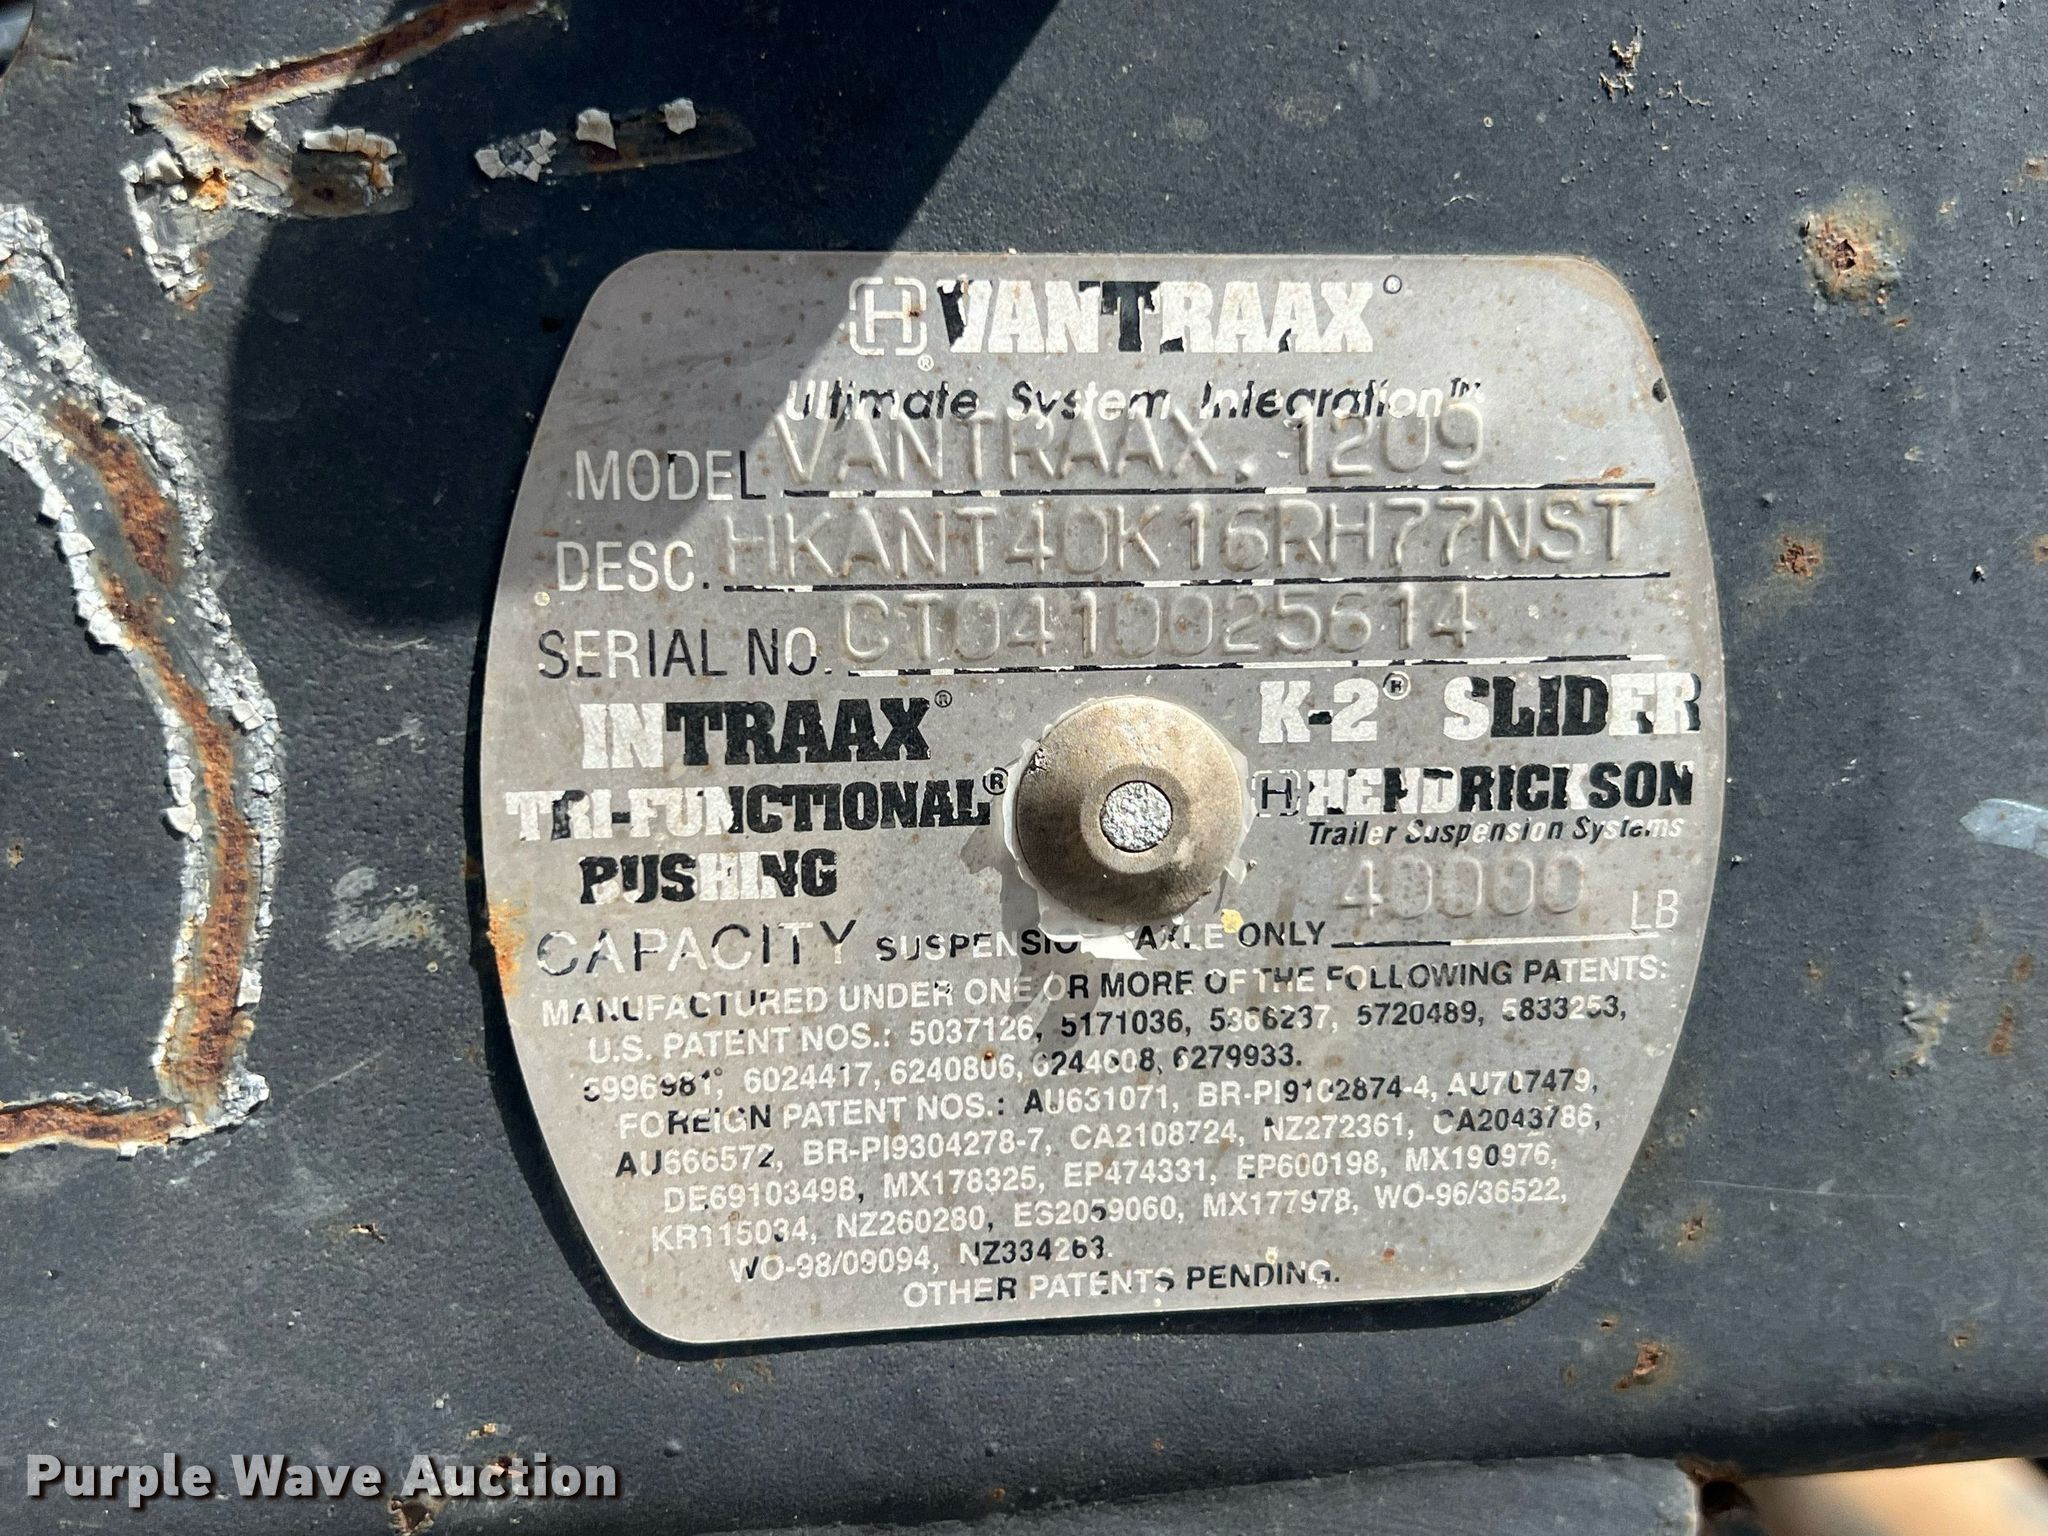 H® VANTRAAX®
Ultimate System Integration™
MODEL VANTRAAX. 1209
DESC. HKANT40K16RH77NST
SERIAL NO. CT0410025614
INTRAAX®
TRI-FUNCTIONAL®
PUSHING
K-2® SLIDER
H HENDRICKSON
Trailer Suspension Systems
CAPACITY SUSPENSION/AXLE ONLY 40000 LB
MANUFACTURED UNDER ONE OR MORE OF THE FOLLOWING PATENTS:
U.S. PATENT NOS.: 5037126, 5171036, 5366237, 5720489, 5833253,
5996981, 6024417, 6240806, 6244608, 6279933.
FOREIGN PATENT NOS.: AU631071, BR-PI9102874-4, AU707479,
AU666572, BR-PI9304278-7, CA2108724, NZ272361, CA2043786,
DE69103498, MX178325, EP474331, EP600198, MX190976,
KR115034, NZ260280, ES2059060, MX177978, WO-96/36522,
WO-98/09094, NZ334263.
OTHER PATENTS PENDING.
Purple Wave Auction